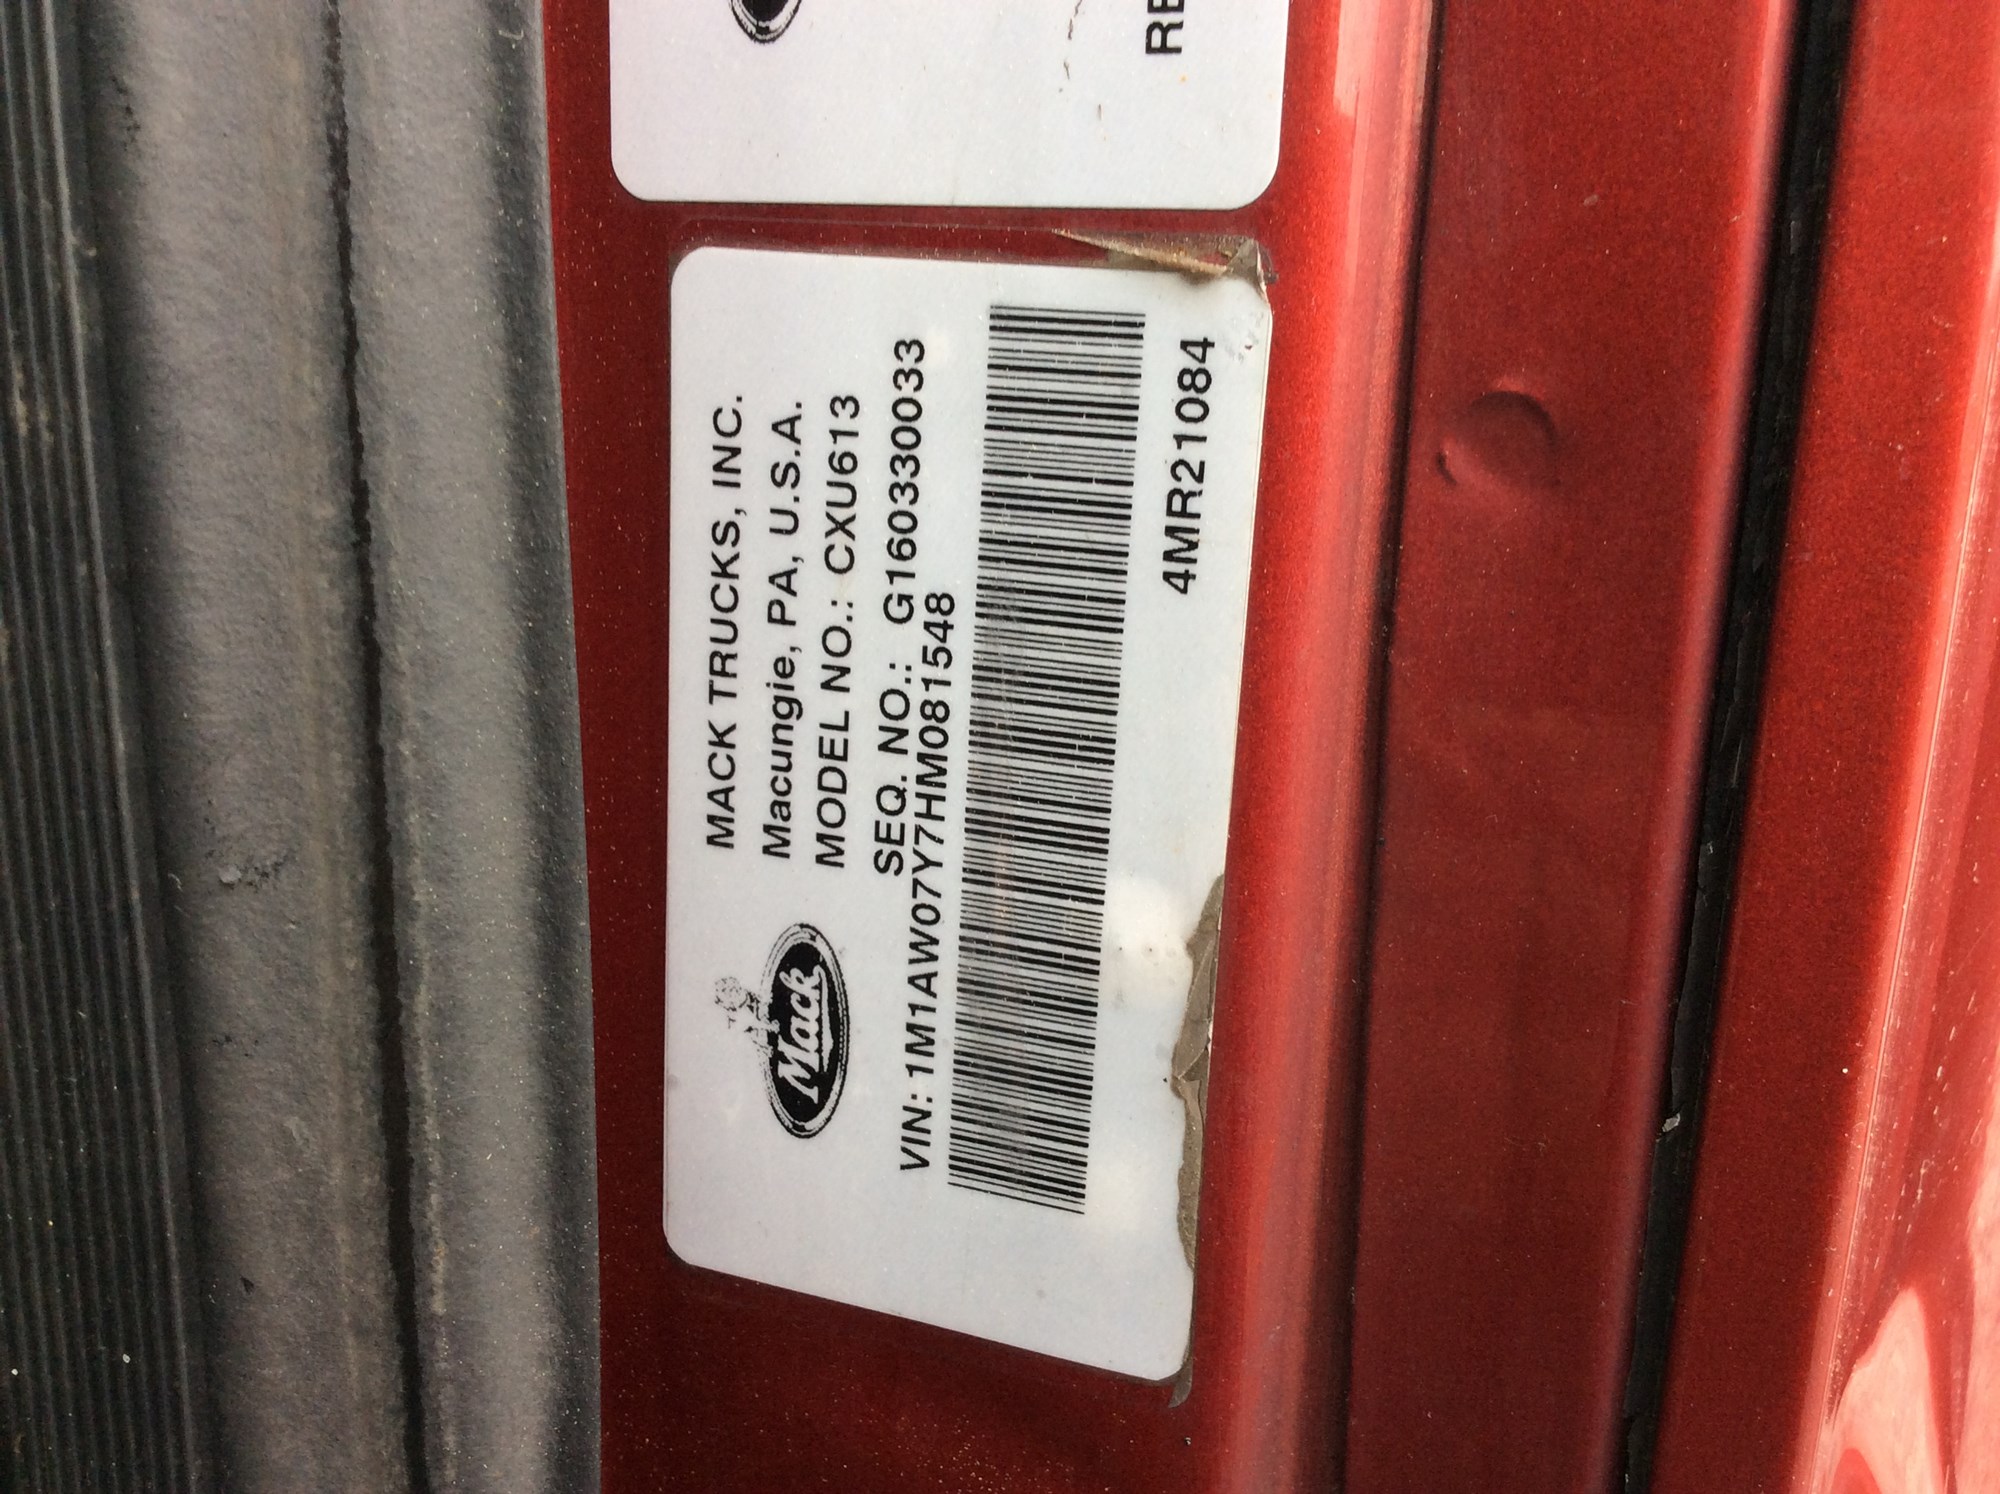 RE
MACK TRUCKS, INC.
Macungie, PA, U.S.A.
MODEL NO.: CXU613
SEQ. NO.: G160330033
Mack
VIN: 1M1AW07Y7HM081548
4MR21084